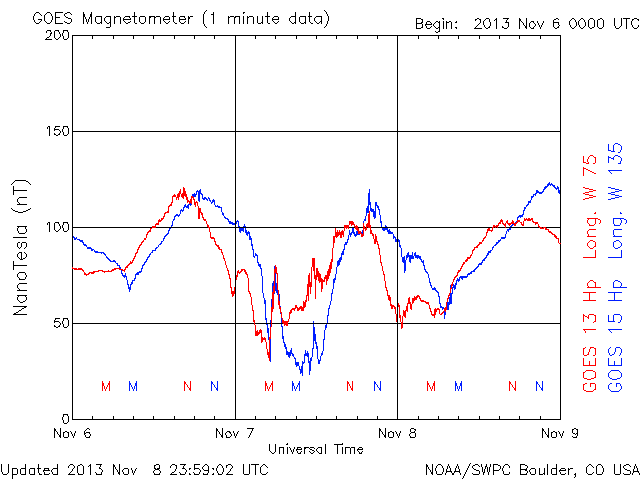 GOES Magnetometer (1 minute data)
Begin: 2013 Nov 6 0000 UTC
200
150
100
50
0
NanoTesla (nT)
M M N N M M N N M M N N
Nov 6 Nov 7 Nov 8 Nov 9
Universal Time
GOES 13 Hp Long. W 75
GOES 15 Hp Long. W 135
Updated 2013 Nov 8 23:59:02 UTC
NOAA/SWPC Boulder, CO USA